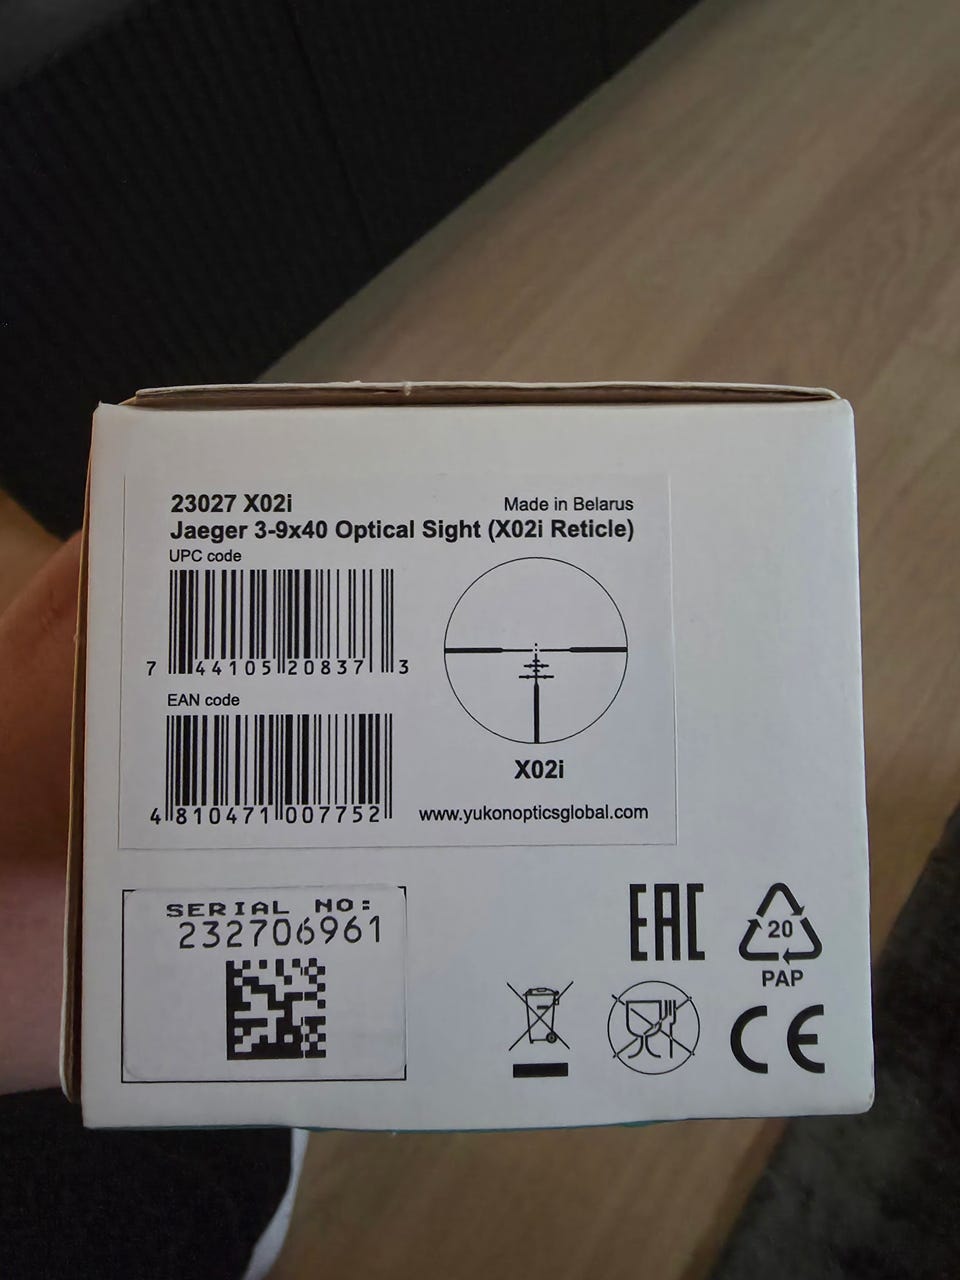 23027 X02i
Made in Belarus
Jaeger 3-9x40 Optical Sight (X02i Reticle)
UPC code
7 44105 20837 3
EAN code
4 810471 007752
X02i
www.yukonopticsglobal.com
SERIAL NO:
232706961
EAC
20
PAP
CE